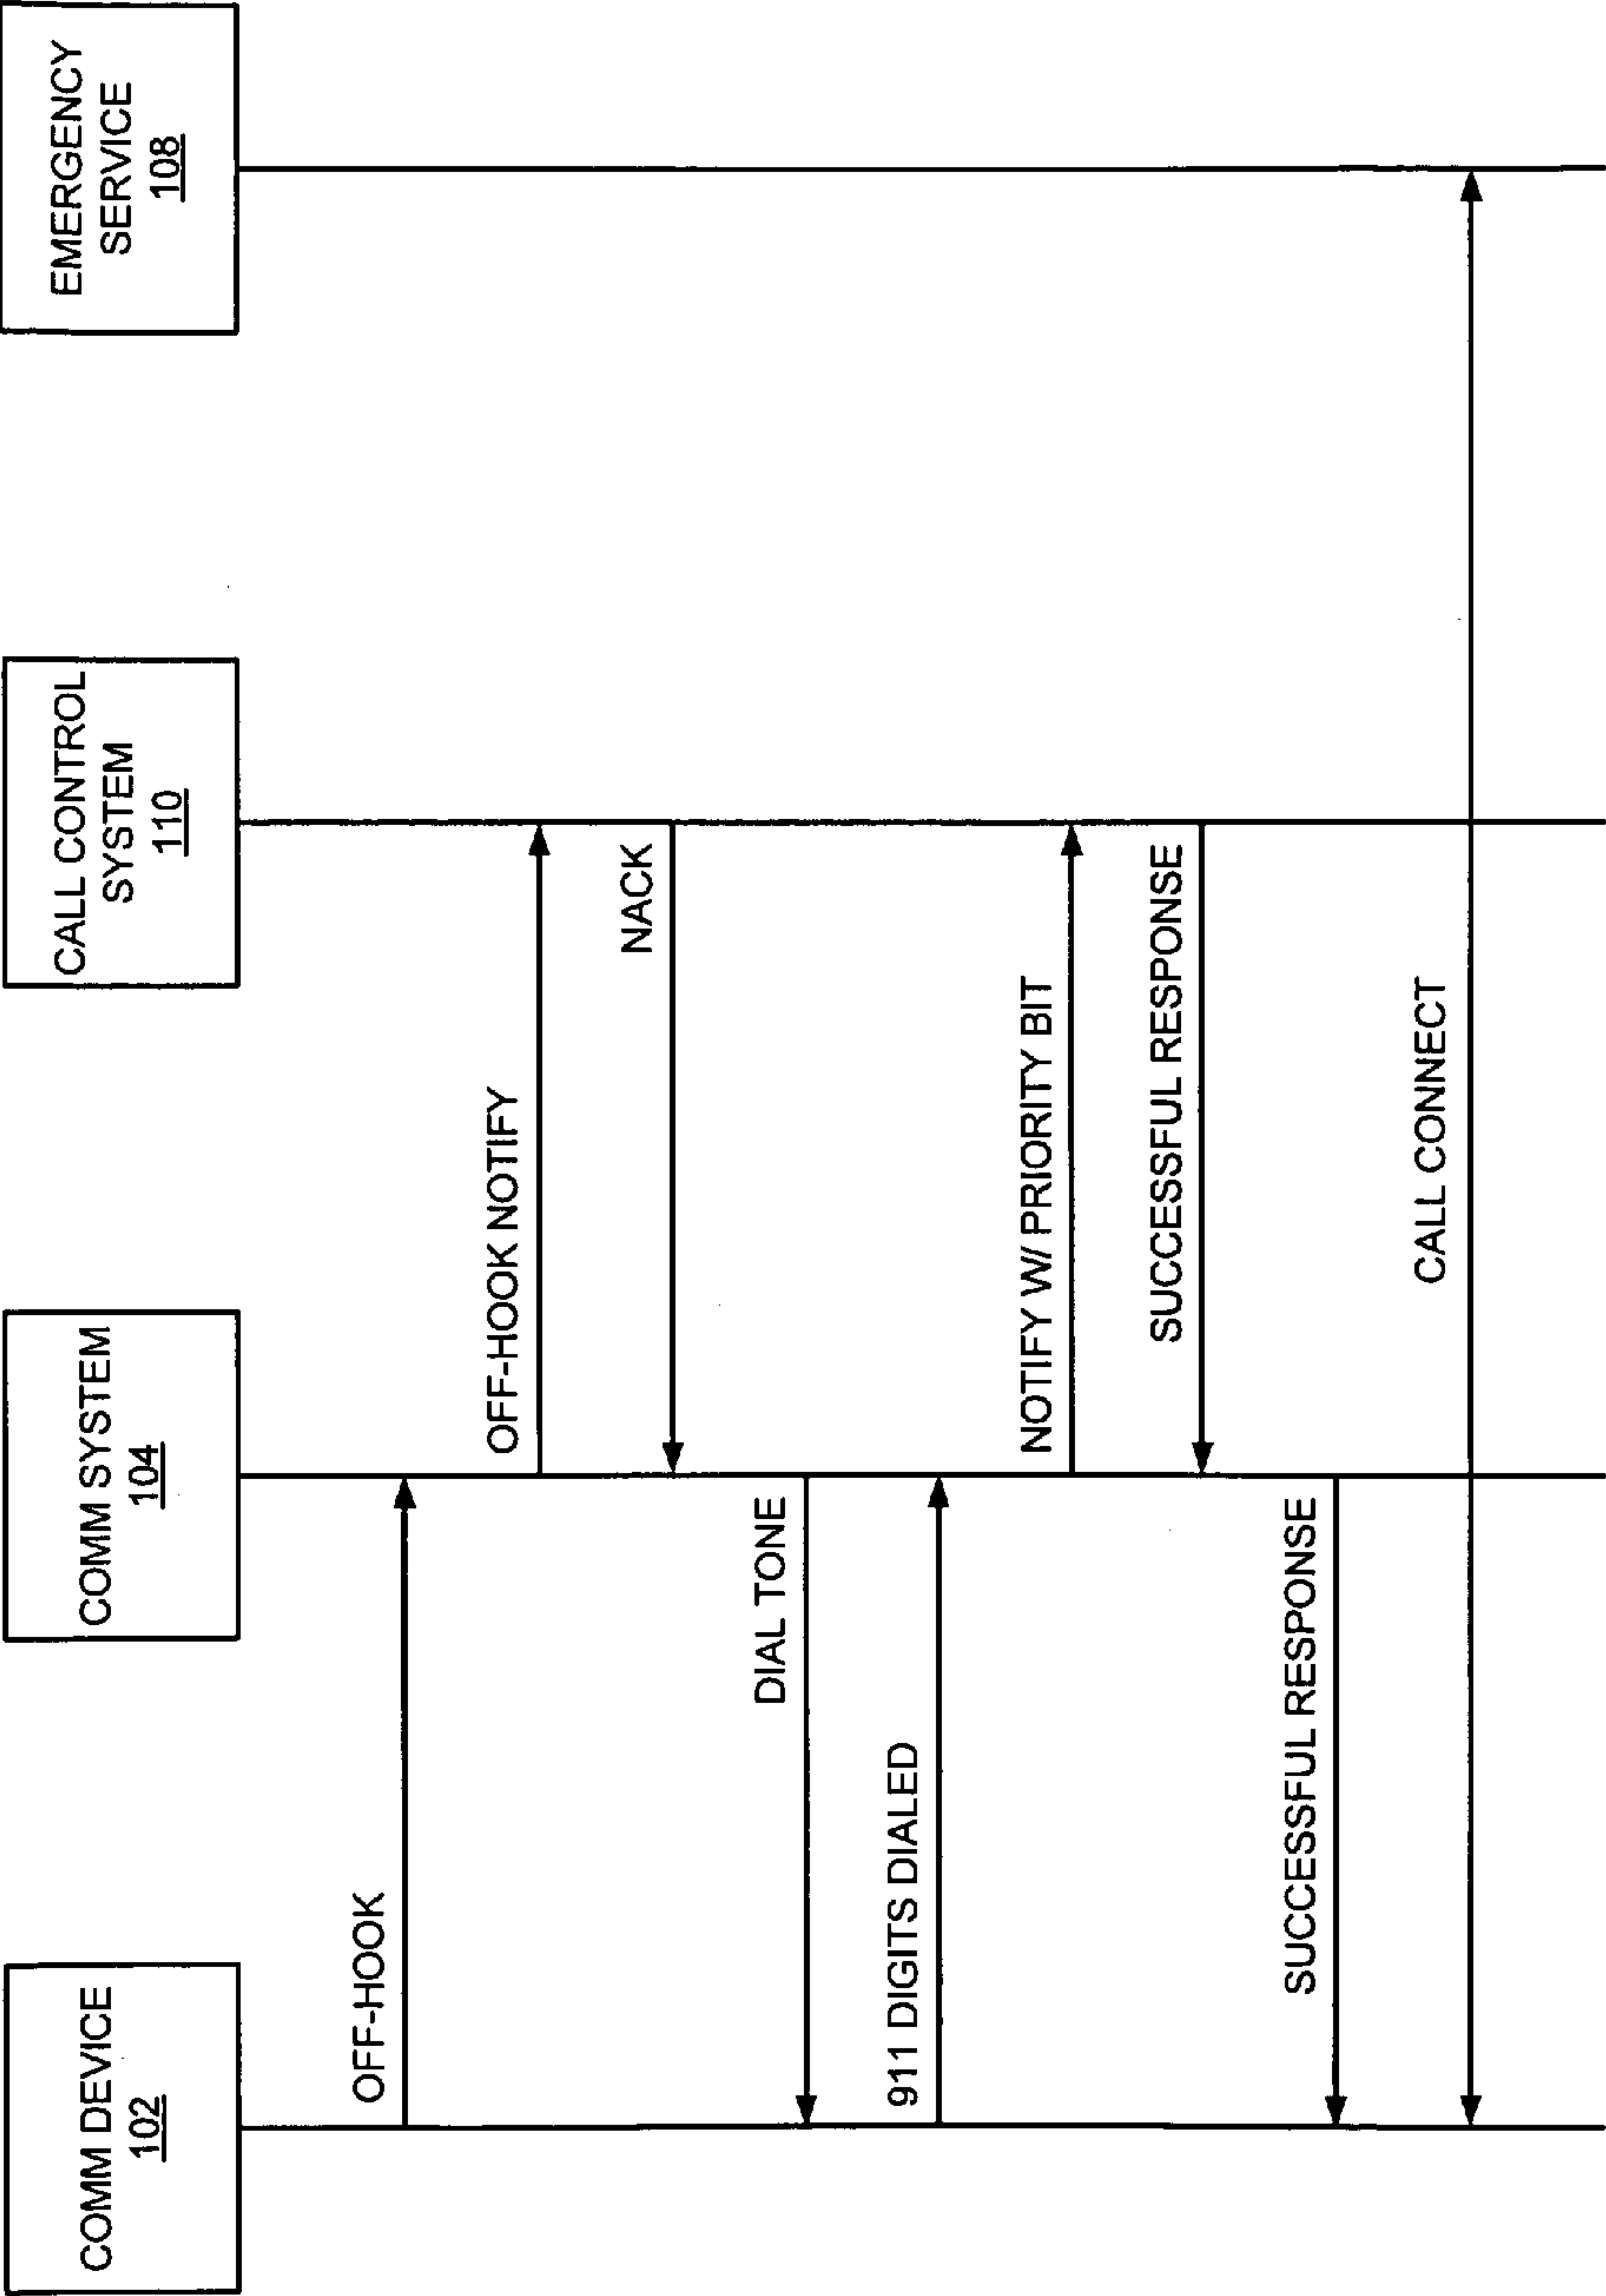 COMM DEVICE
102
COMM SYSTEM
104
CALL CONTROL
SYSTEM
110
EMERGENCY
SERVICE
108
OFF-HOOK
OFF-HOOK NOTIFY
NACK
DIAL TONE
911 DIGITS DIALED
NOTIFY W/ PRIORITY BIT
SUCCESSFUL RESPONSE
SUCCESSFUL RESPONSE
CALL CONNECT